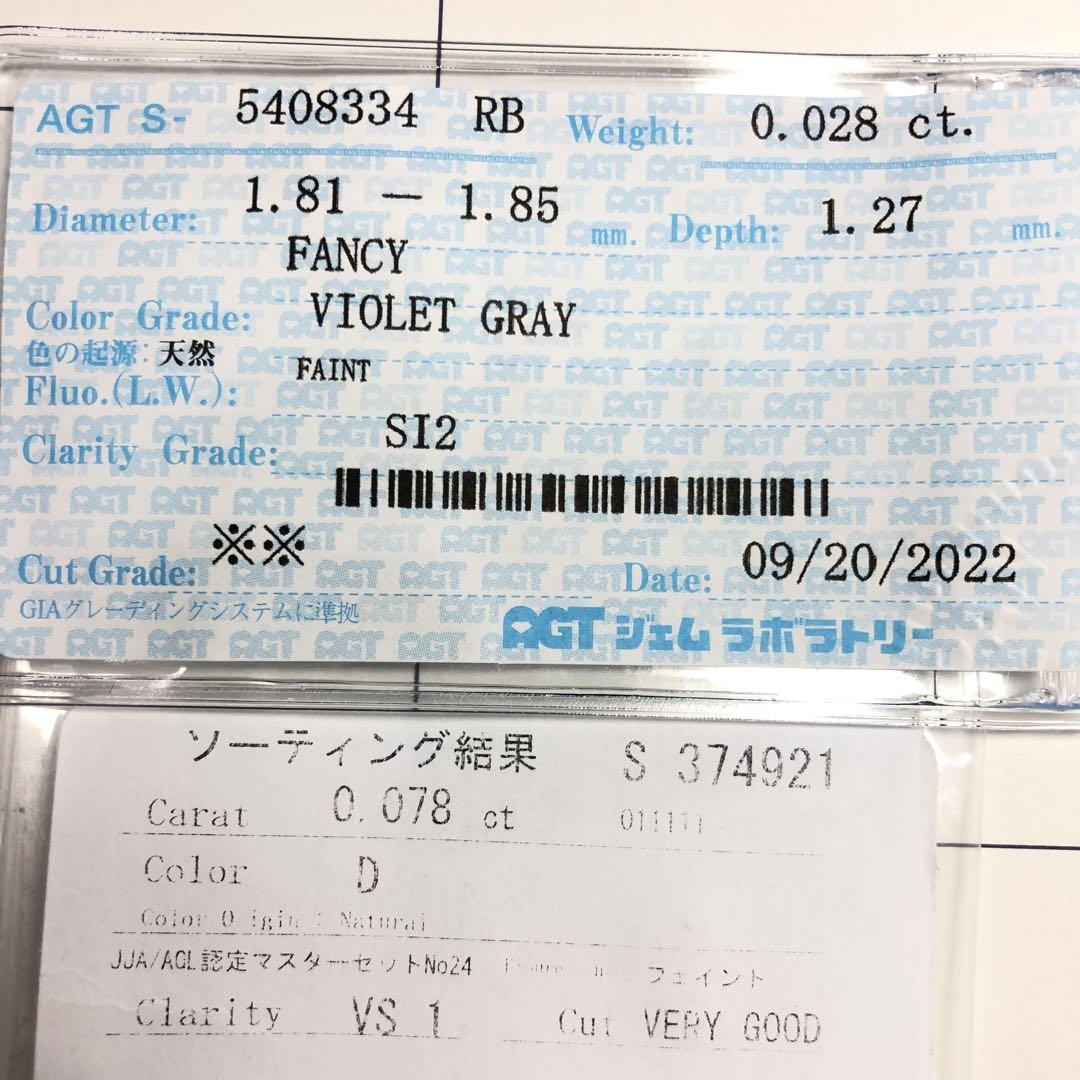 AGT S- 5408334 RB Weight: 0.028 ct.
Diameter: 1.81 — 1.85 mm. Depth: 1.27 mm.
FANCY
Color Grade: VIOLET GRAY
色の起源: 天然
Fluo.(L.W.): FAINT
Clarity Grade: SI2
Cut Grade: ※※ Date: 09/20/2022
GIAグレーディングシステムに準拠
AGT ジェムラボラトリー
ソーティング結果 S 374921
Carat 0.078 ct
Color D
Color Origin : Natural
JJA/AGL認定マスターセットNo24 フェイント
Clarity VS 1 Cut VERY GOOD